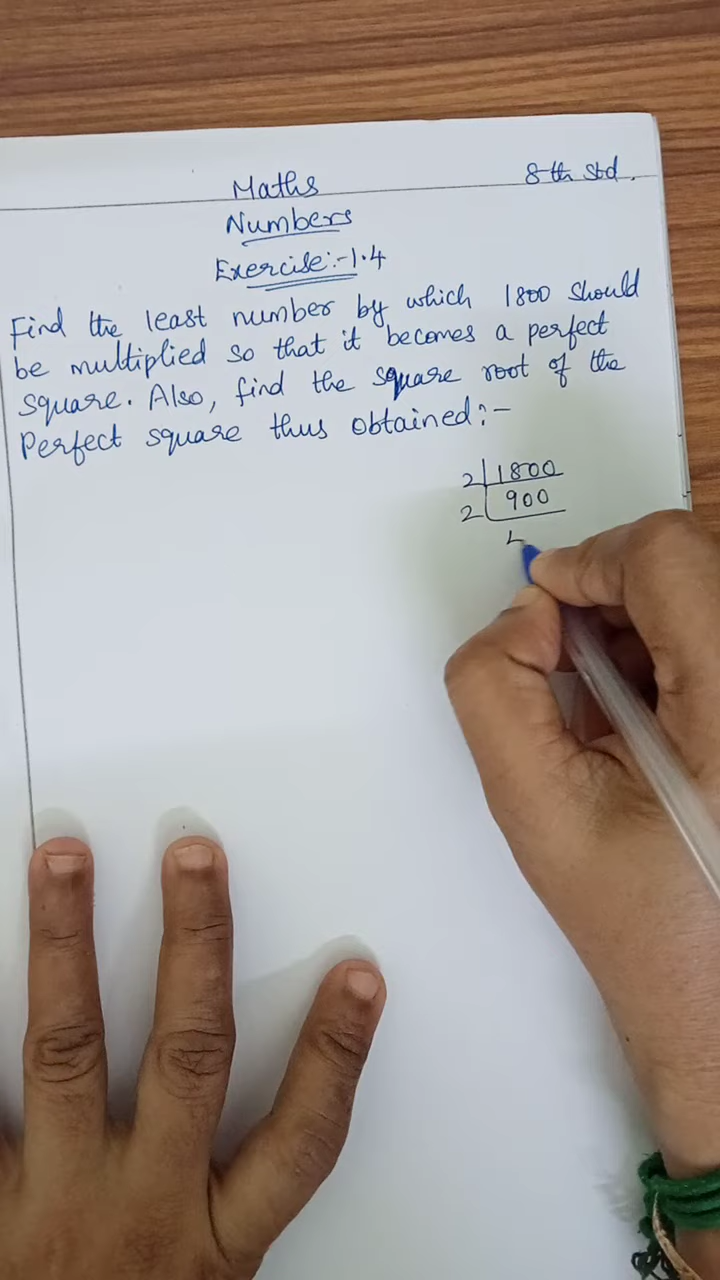 Maths
8th Std.
Numbers
Exercise:-1.4
Find the least number by which 1800 should
be multiplied so that it becomes a perfect
square. Also, find the square root of the
Perfect square thus obtained:-
2 1800
2 900
4